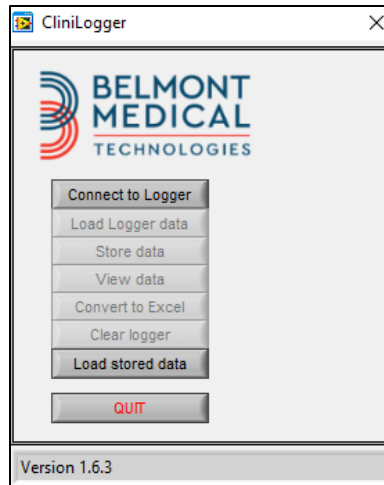 CliniLogger
BELMONT
MEDICAL
TECHNOLOGIES
Connect to Logger
Load Logger data
Store data
View data
Convert to Excel
Clear logger
Load stored data
QUIT
Version 1.6.3